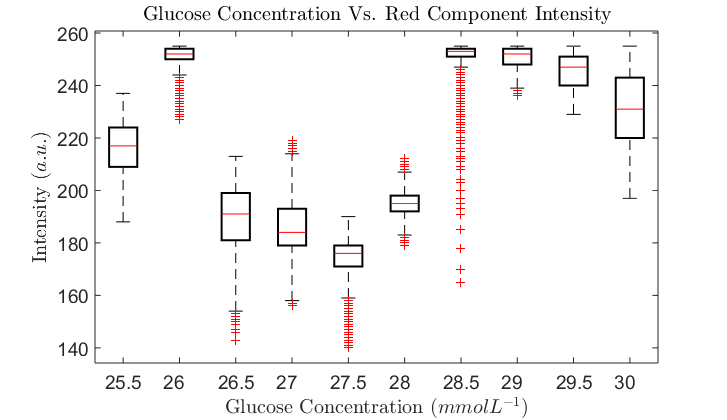 Glucose Concentration Vs. Red Component Intensity
260
240
220
200
180
160
140
Intensity (a.u.)
25.5 26 26.5 27 27.5 28 28.5 29 29.5 30
Glucose Concentration (mmolL⁻¹)